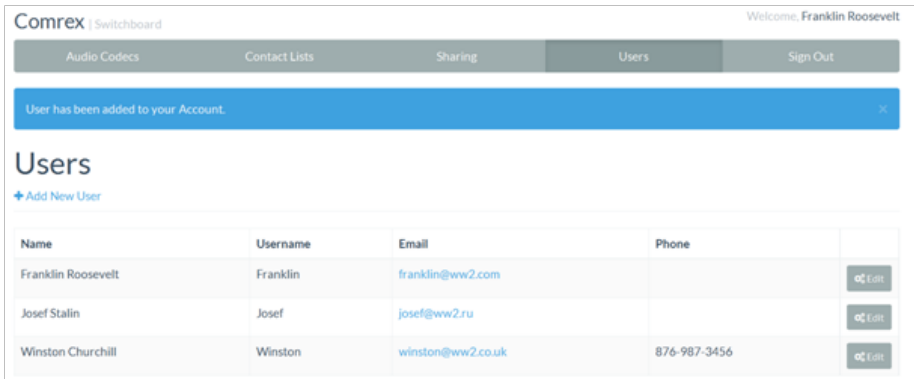 Comrex | Switchboard
Welcome, Franklin Roosevelt
Audio Codecs Contact Lists Sharing Users Sign Out
User has been added to your Account. ×
Users
+ Add New User
Name Username Email Phone
Franklin Roosevelt Franklin franklin@ww2.com Edit
Josef Stalin Josef josef@ww2.ru Edit
Winston Churchill Winston winston@ww2.co.uk 876-987-3456 Edit